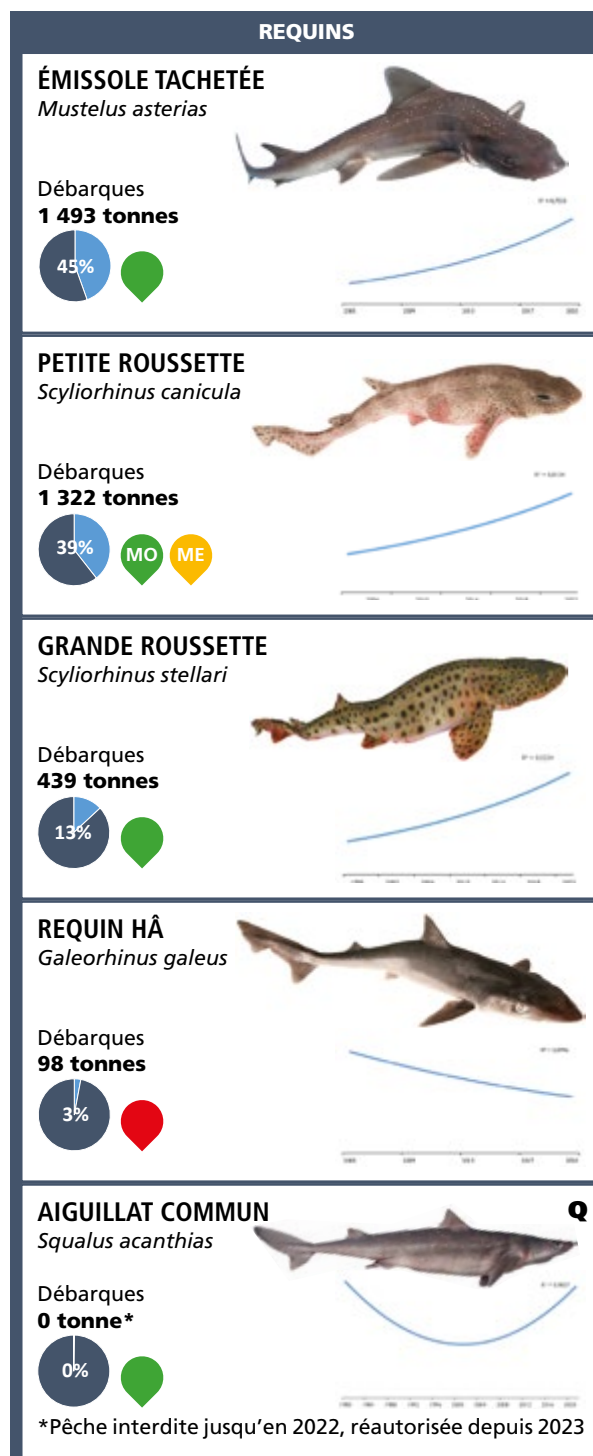 REQUINS
ÉMISSOLE TACHETÉE
Mustelus asterias
Débarques
1 493 tonnes
45%
PETITE ROUSSETTE
Scyliorhinus canicula
Débarques
1 322 tonnes
39%
MO
ME
GRANDE ROUSSETTE
Scyliorhinus stellari
Débarques
439 tonnes
13%
REQUIN HÂ
Galeorhinus galeus
Débarques
98 tonnes
3%
AIGUILLAT COMMUN
Q
Squalus acanthias
Débarques
0 tonne*
0%
*Pêche interdite jusqu'en 2022, réautorisée depuis 2023